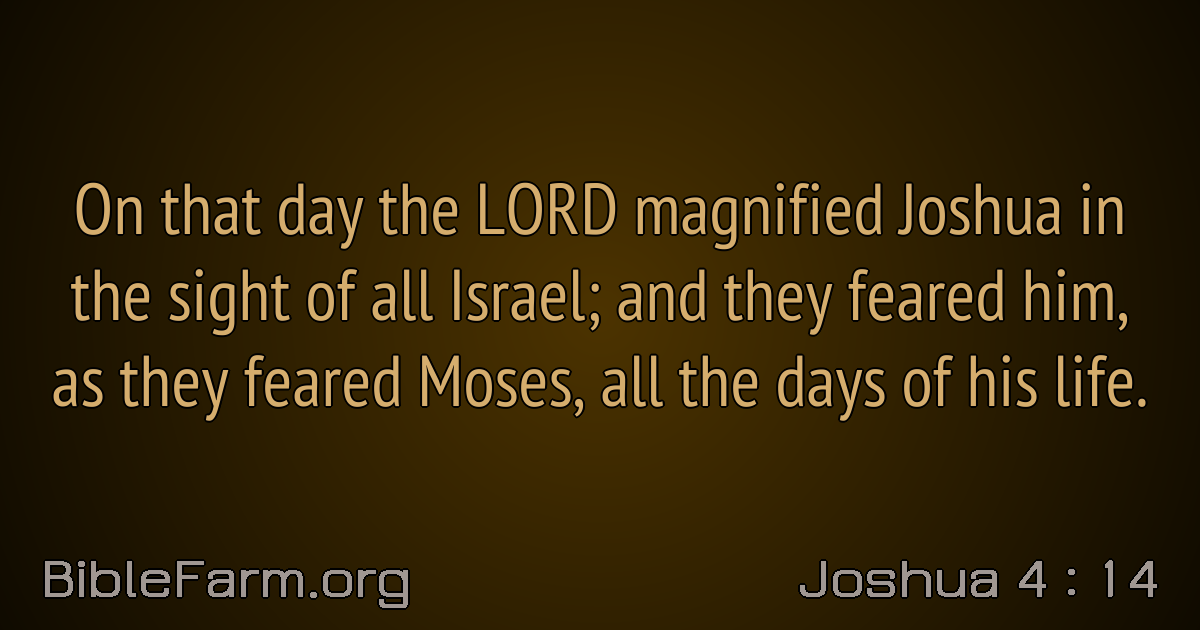 On that day the LORD magnified Joshua in
the sight of all Israel; and they feared him,
as they feared Moses, all the days of his life.
BibleFarm.org
Joshua 4 : 14